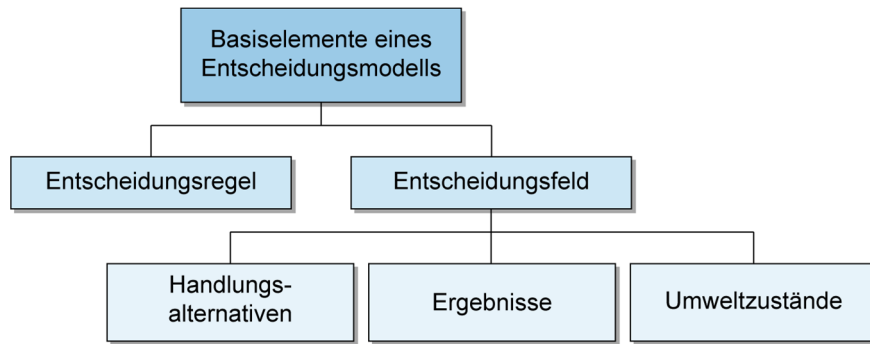 Basiselemente eines
Entscheidungsmodells
Entscheidungsregel
Entscheidungsfeld
Handlungs-
alternativen
Ergebnisse
Umweltzustände